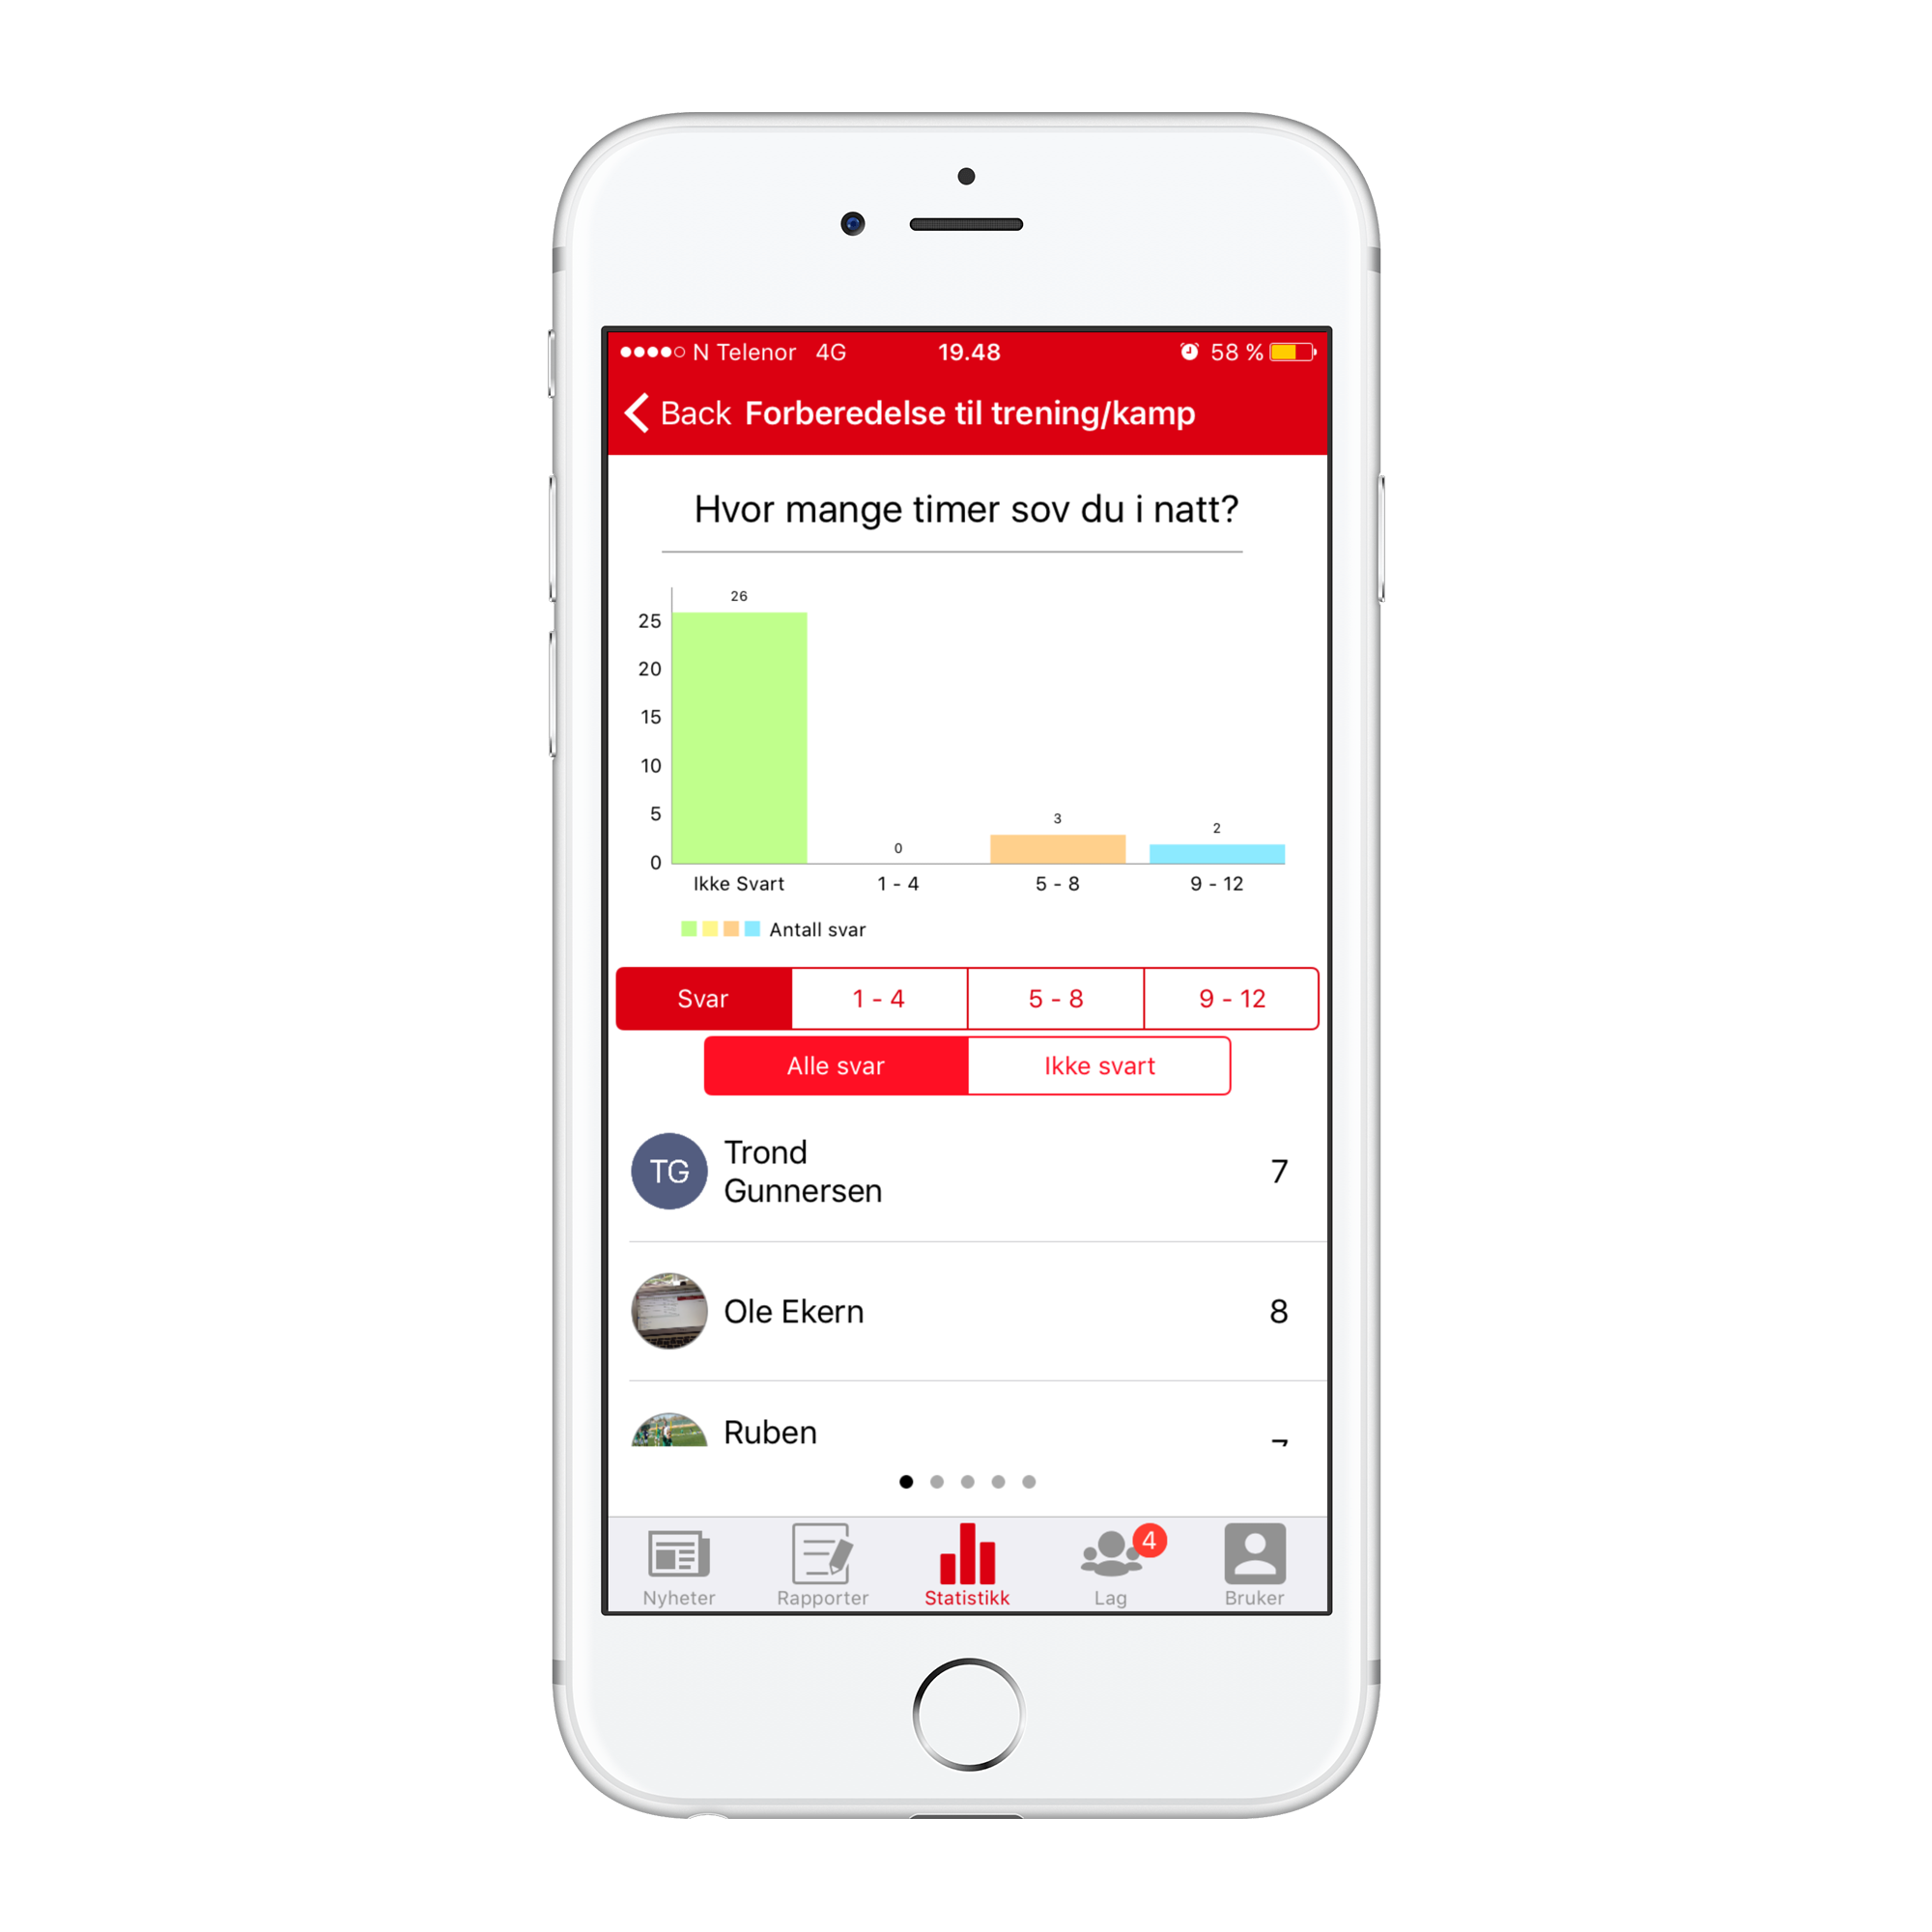 N Telenor 4G 19.48 58 %
Back Forberedelse til trening/kamp
Hvor mange timer sov du i natt?
26
25
20
15
10
5
0
0
3
2
Ikke Svart 1 - 4 5 - 8 9 - 12
Antall svar
Svar 1 - 4 5 - 8 9 - 12
Alle svar Ikke svart
TG
Trond
Gunnersen
7
Ole Ekern 8
Ruben
4
Nyheter Rapporter Statistikk Lag Bruker